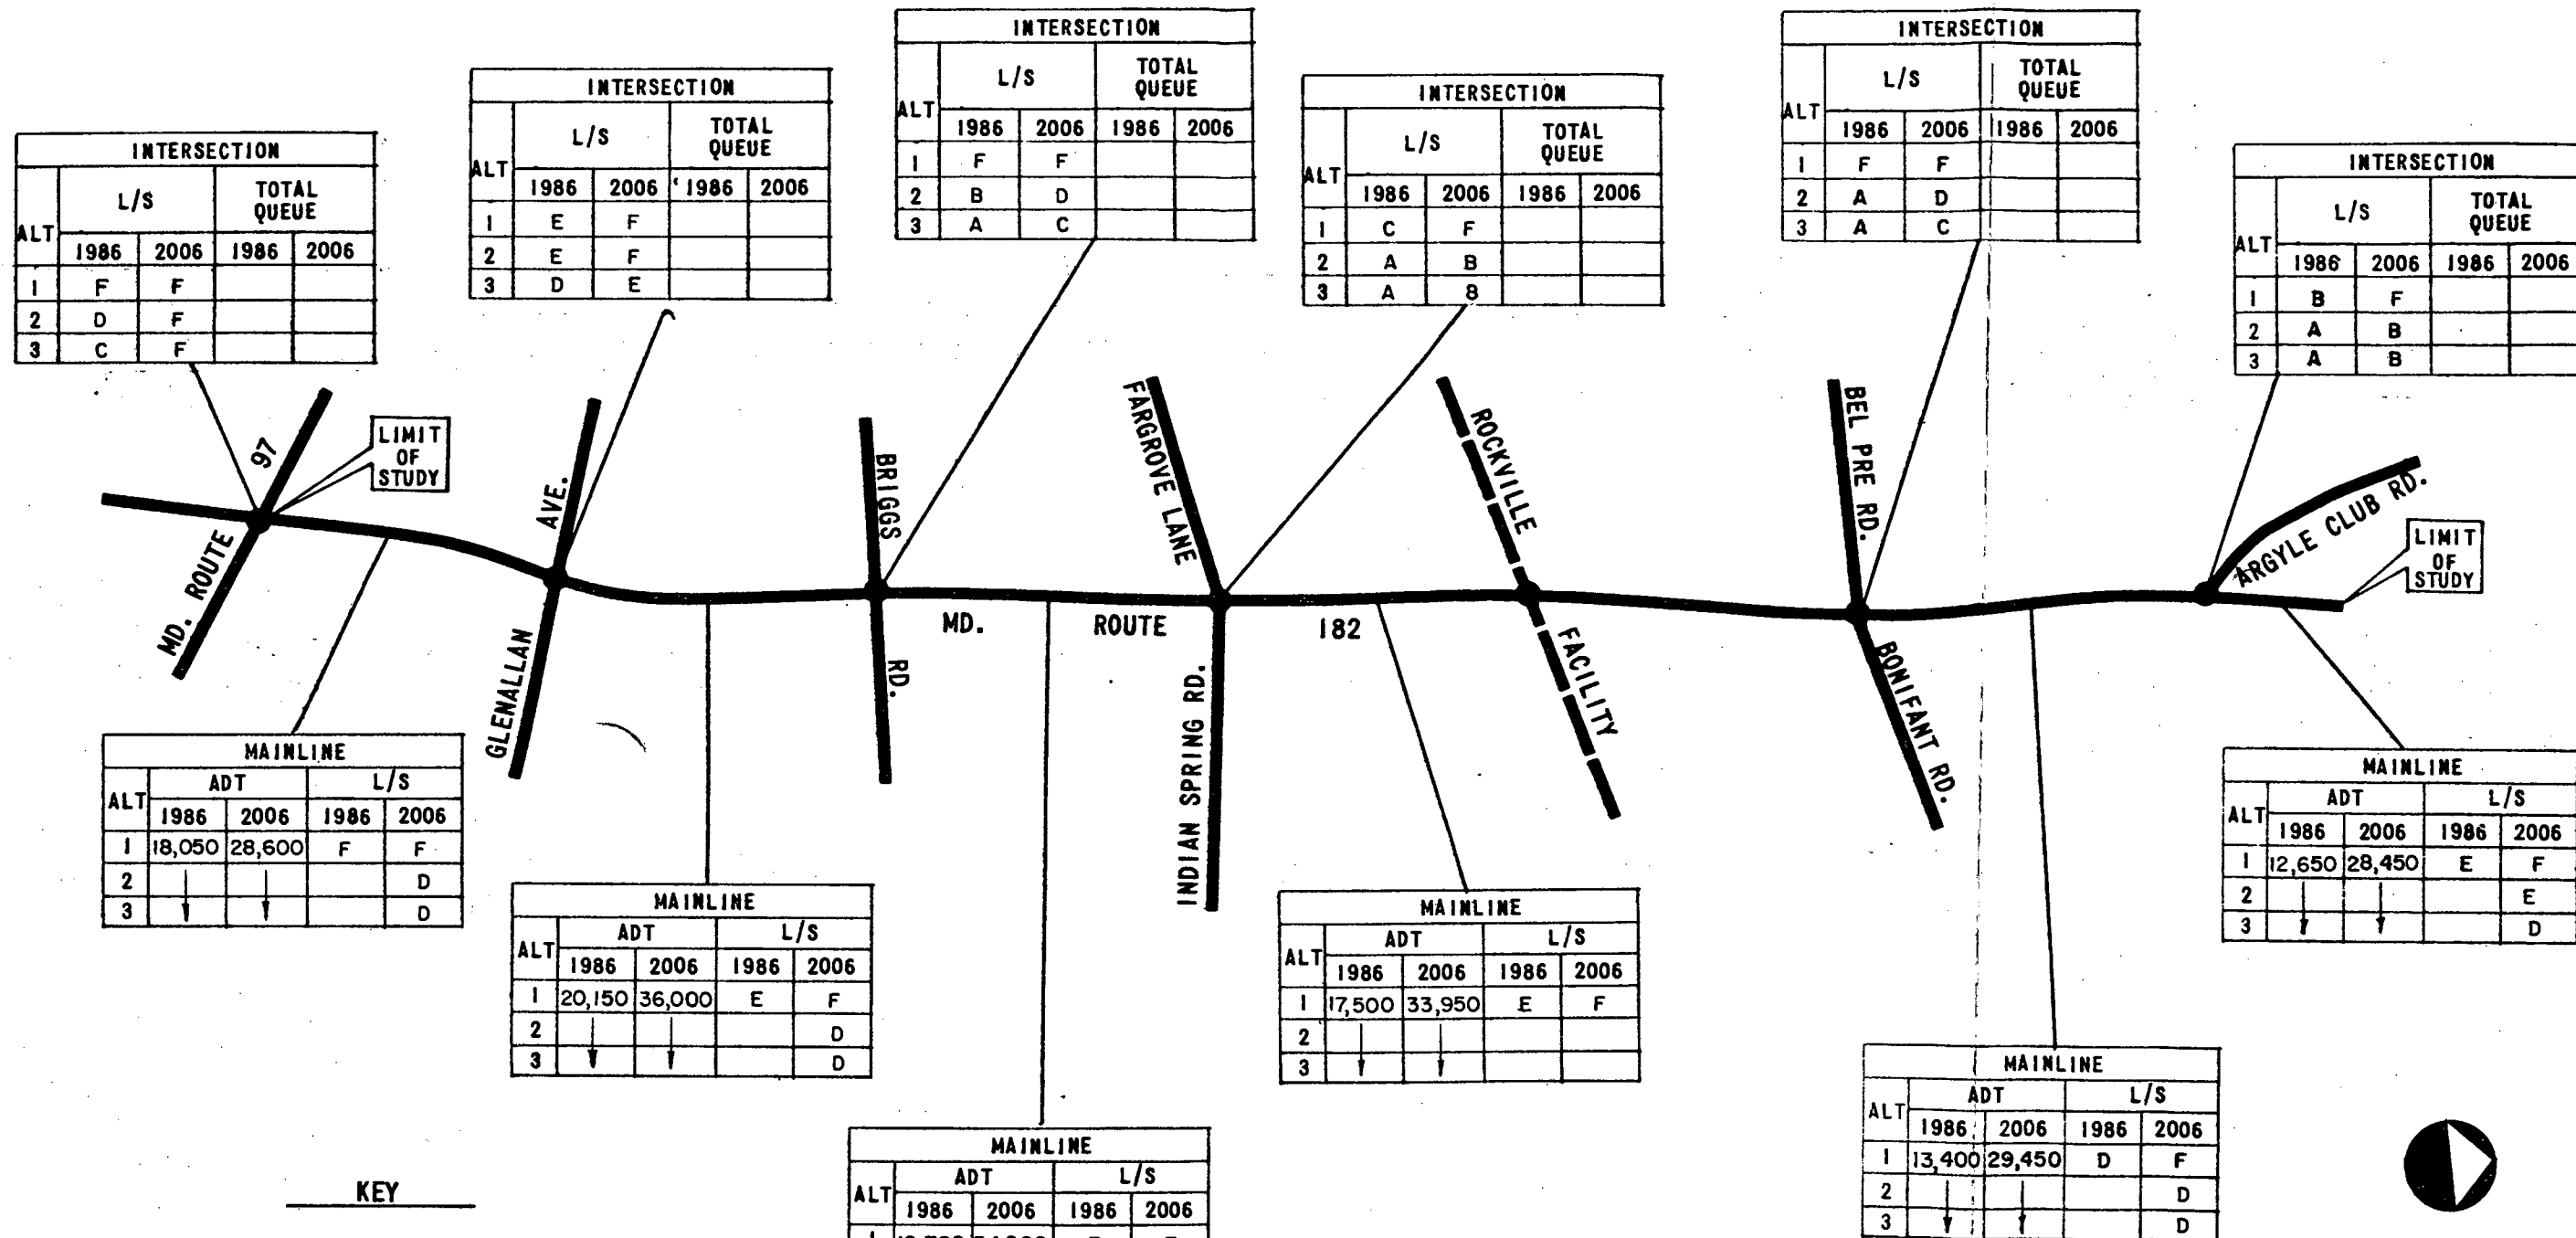 INTERSECTION
ALT L/S TOTAL QUEUE
1986 2006 1986 2006
1 F F
2 D F
3 C F
INTERSECTION
ALT L/S TOTAL QUEUE
1986 2006 1986 2006
1 E F
2 E F
3 D E
INTERSECTION
ALT L/S TOTAL QUEUE
1986 2006 1986 2006
1 F F
2 B D
3 A C
INTERSECTION
ALT L/S TOTAL QUEUE
1986 2006 1986 2006
1 C F
2 A B
3 A 8
INTERSECTION
ALT L/S TOTAL QUEUE
1986 2006 1986 2006
1 F F
2 A D
3 A C
INTERSECTION
ALT L/S TOTAL QUEUE
1986 2006 1986 2006
1 B F
2 A B
3 A B
MD. ROUTE 97
LIMIT
OF
STUDY
GLENALLAN AVE.
BRIGGS RD.
FARGROVE LANE
INDIAN SPRING RD.
ROCKVILLE FACILITY
BEL PRE RD.
BONIFANT RD.
ARGYLE CLUB RD.
LIMIT
OF
STUDY
MD. ROUTE 182
MAINLINE
ALT ADT L/S
1986 2006 1986 2006
1 18,050 28,600 F F
2 D
3 D
MAINLINE
ALT ADT L/S
1986 2006 1986 2006
1 20,150 36,000 E F
2 D
3 D
MAINLINE
ALT ADT L/S
1986 2006 1986 2006
MAINLINE
ALT ADT L/S
1986 2006 1986 2006
1 17,500 33,950 E F
2
3
MAINLINE
ALT ADT L/S
1986 2006 1986 2006
1 13,400 29,450 D F
2 D
3 D
MAINLINE
ALT ADT L/S
1986 2006 1986 2006
1 12,650 28,450 E F
2 E
3 D
KEY